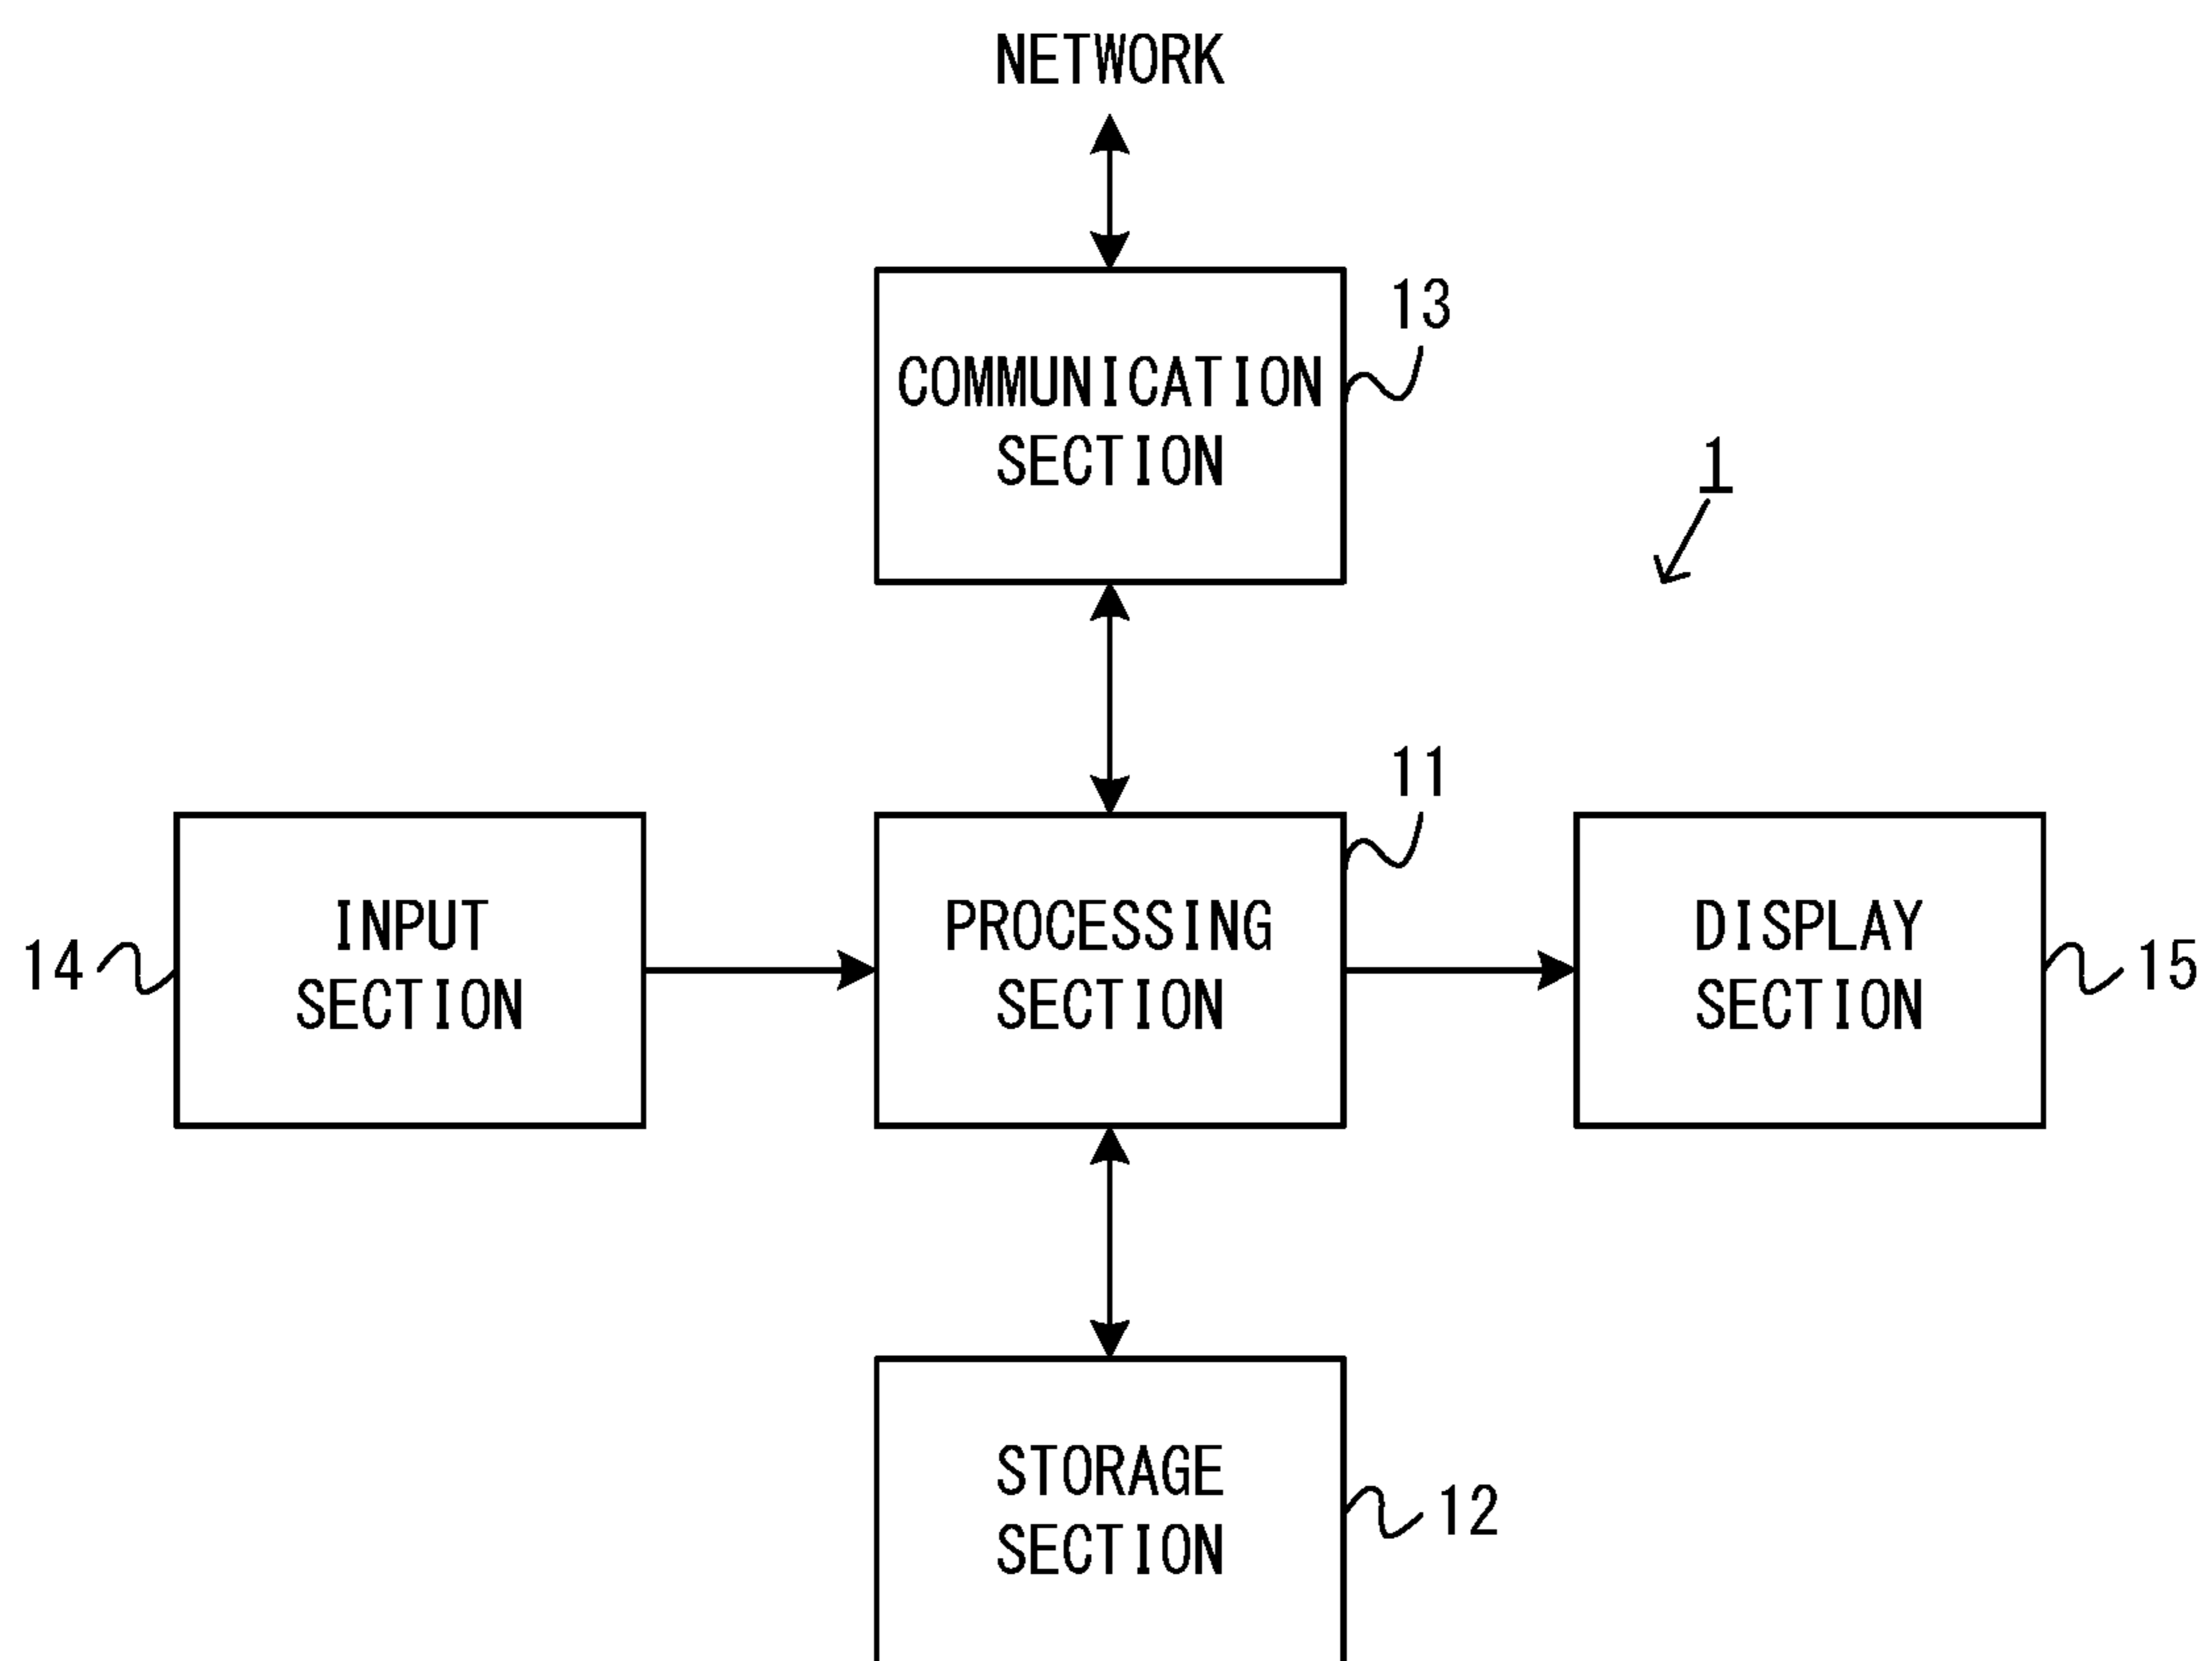 NETWORK
13
COMMUNICATION
SECTION
1
11
INPUT
SECTION
14
PROCESSING
SECTION
DISPLAY
SECTION
15
STORAGE
SECTION
12